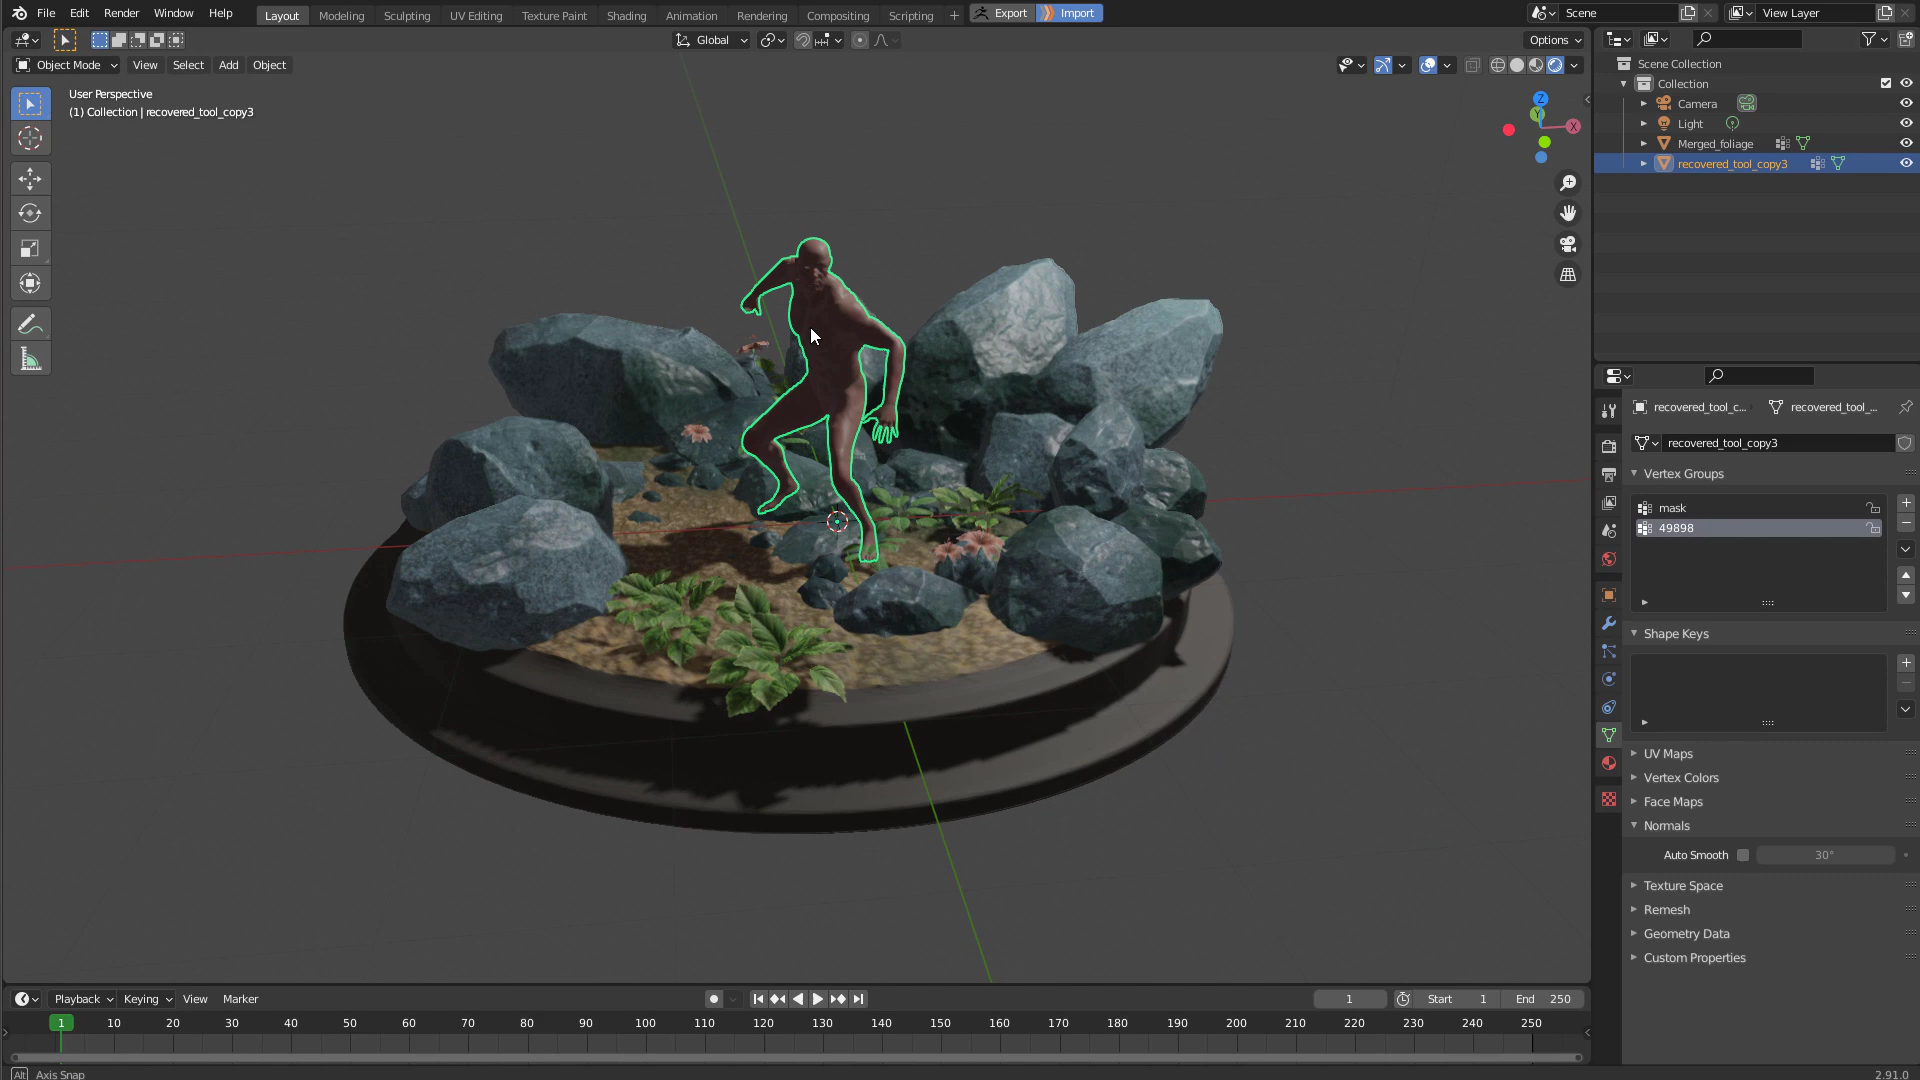 File Edit Render Window Help Layout Modeling Sculpting UV Editing Texture Paint Shading Animation Rendering Compositing Scripting + Export Import Scene View Layer
Global Options
Object Mode View Select Add Object
User Perspective
(1) Collection | recovered_tool_copy3
Z
Y
X
Scene Collection
Collection
Camera
Light
Merged_foliage
recovered_tool_copy3
recovered_tool_c... recovered_tool_...
recovered_tool_copy3
Vertex Groups
mask
49898
Shape Keys
UV Maps
Vertex Colors
Face Maps
Normals
Auto Smooth 30°
Texture Space
Remesh
Geometry Data
Custom Properties
Playback Keying View Marker 1 Start 1 End 250
1 10 20 30 40 50 60 70 80 90 100 110 120 130 140 150 160 170 180 190 200 210 220 230 240 250
Alt Axis Snap 2.91.0